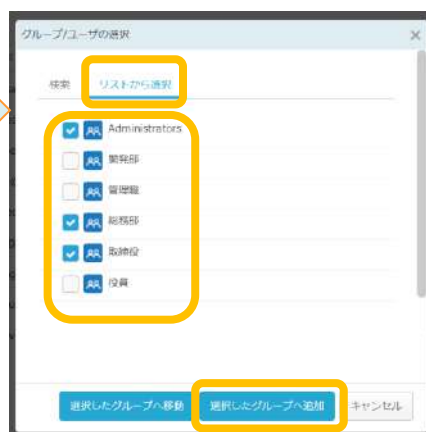 グループ/ユーザの選択
検索 リストから選択
Administrators
開発部
管理職
総務部
取締役
役員
選択したグループへ移動 選択したグループへ追加 キャンセル